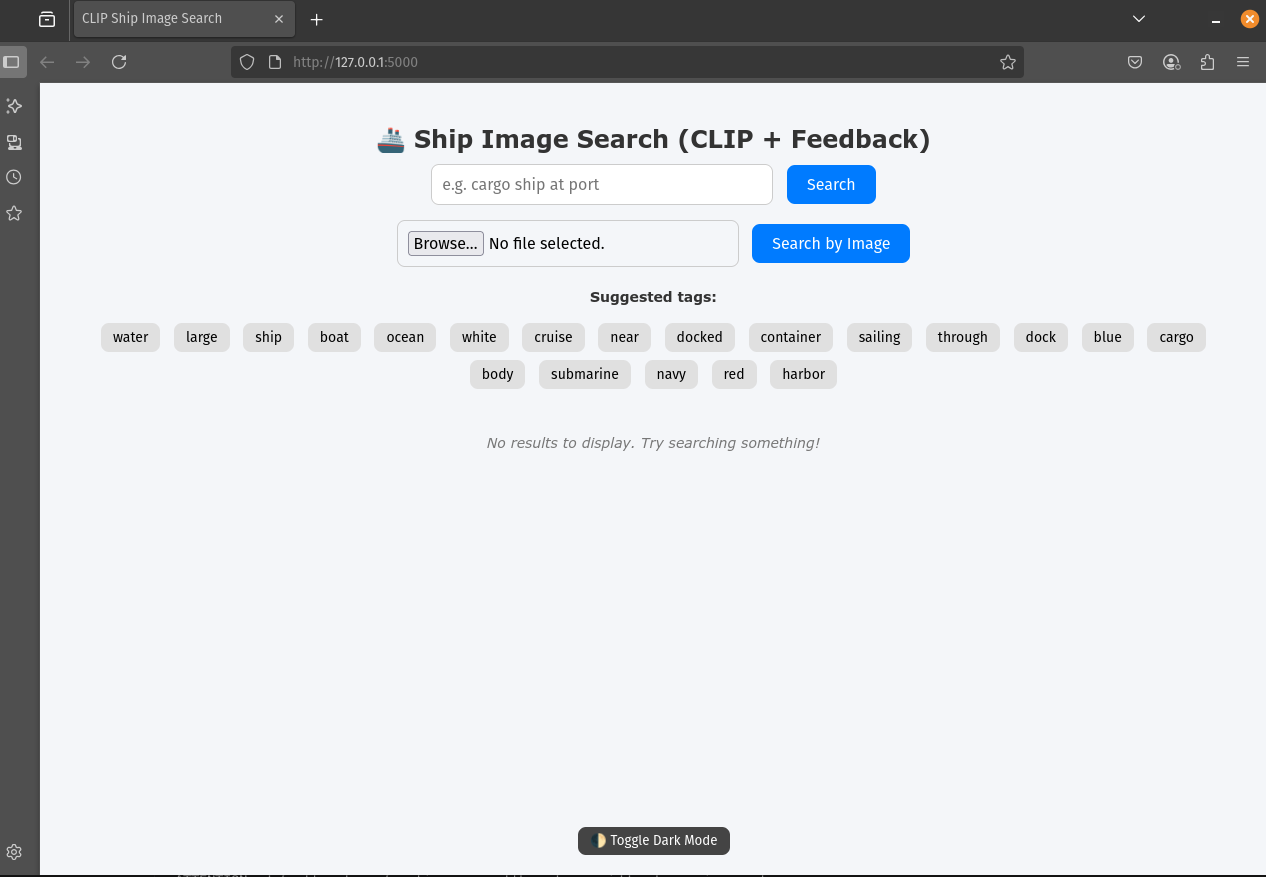 CLIP Ship Image Search
http://127.0.0.1:5000
Ship Image Search (CLIP + Feedback)
e.g. cargo ship at port
Search
Browse... No file selected.
Search by Image
Suggested tags:
water large ship boat ocean white cruise near docked container sailing through dock blue cargo
body submarine navy red harbor
No results to display. Try searching something!
Toggle Dark Mode